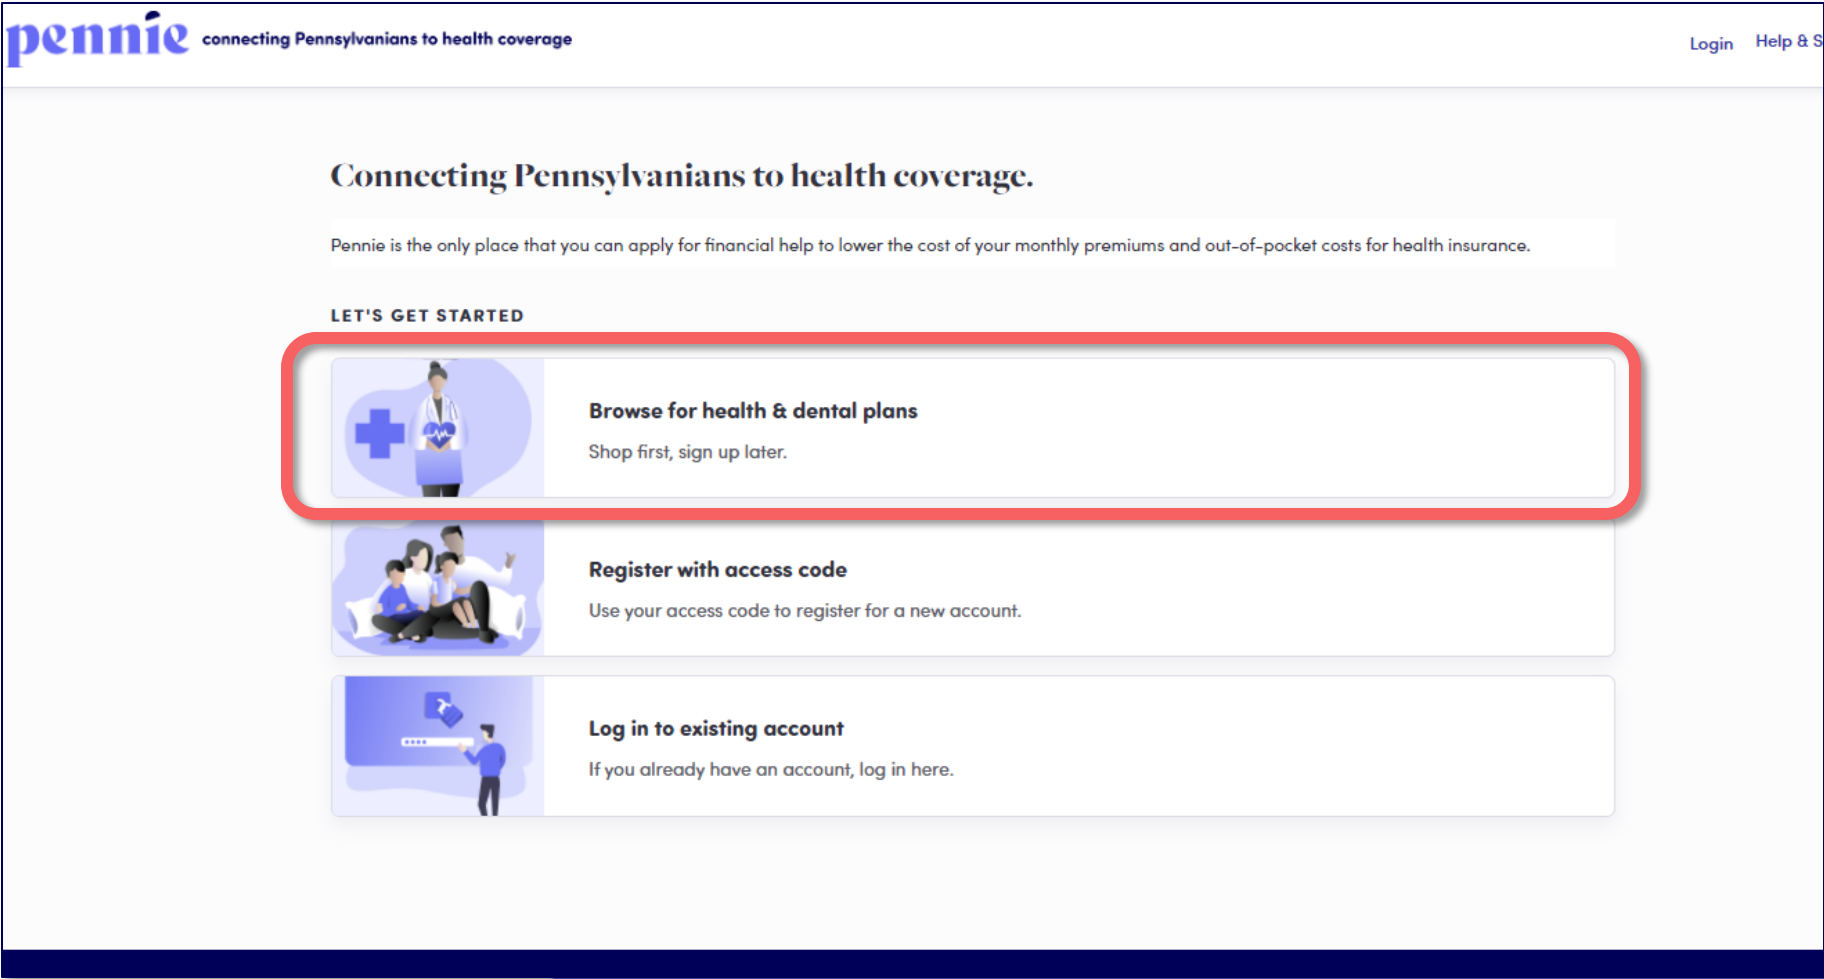 pennie connecting Pennsylvanians to health coverage
Login Help & S
Connecting Pennsylvanians to health coverage.
Pennie is the only place that you can apply for financial help to lower the cost of your monthly premiums and out-of-pocket costs for health insurance.
LET'S GET STARTED
Browse for health & dental plans
Shop first, sign up later.
Register with access code
Use your access code to register for a new account.
Log in to existing account
If you already have an account, log in here.